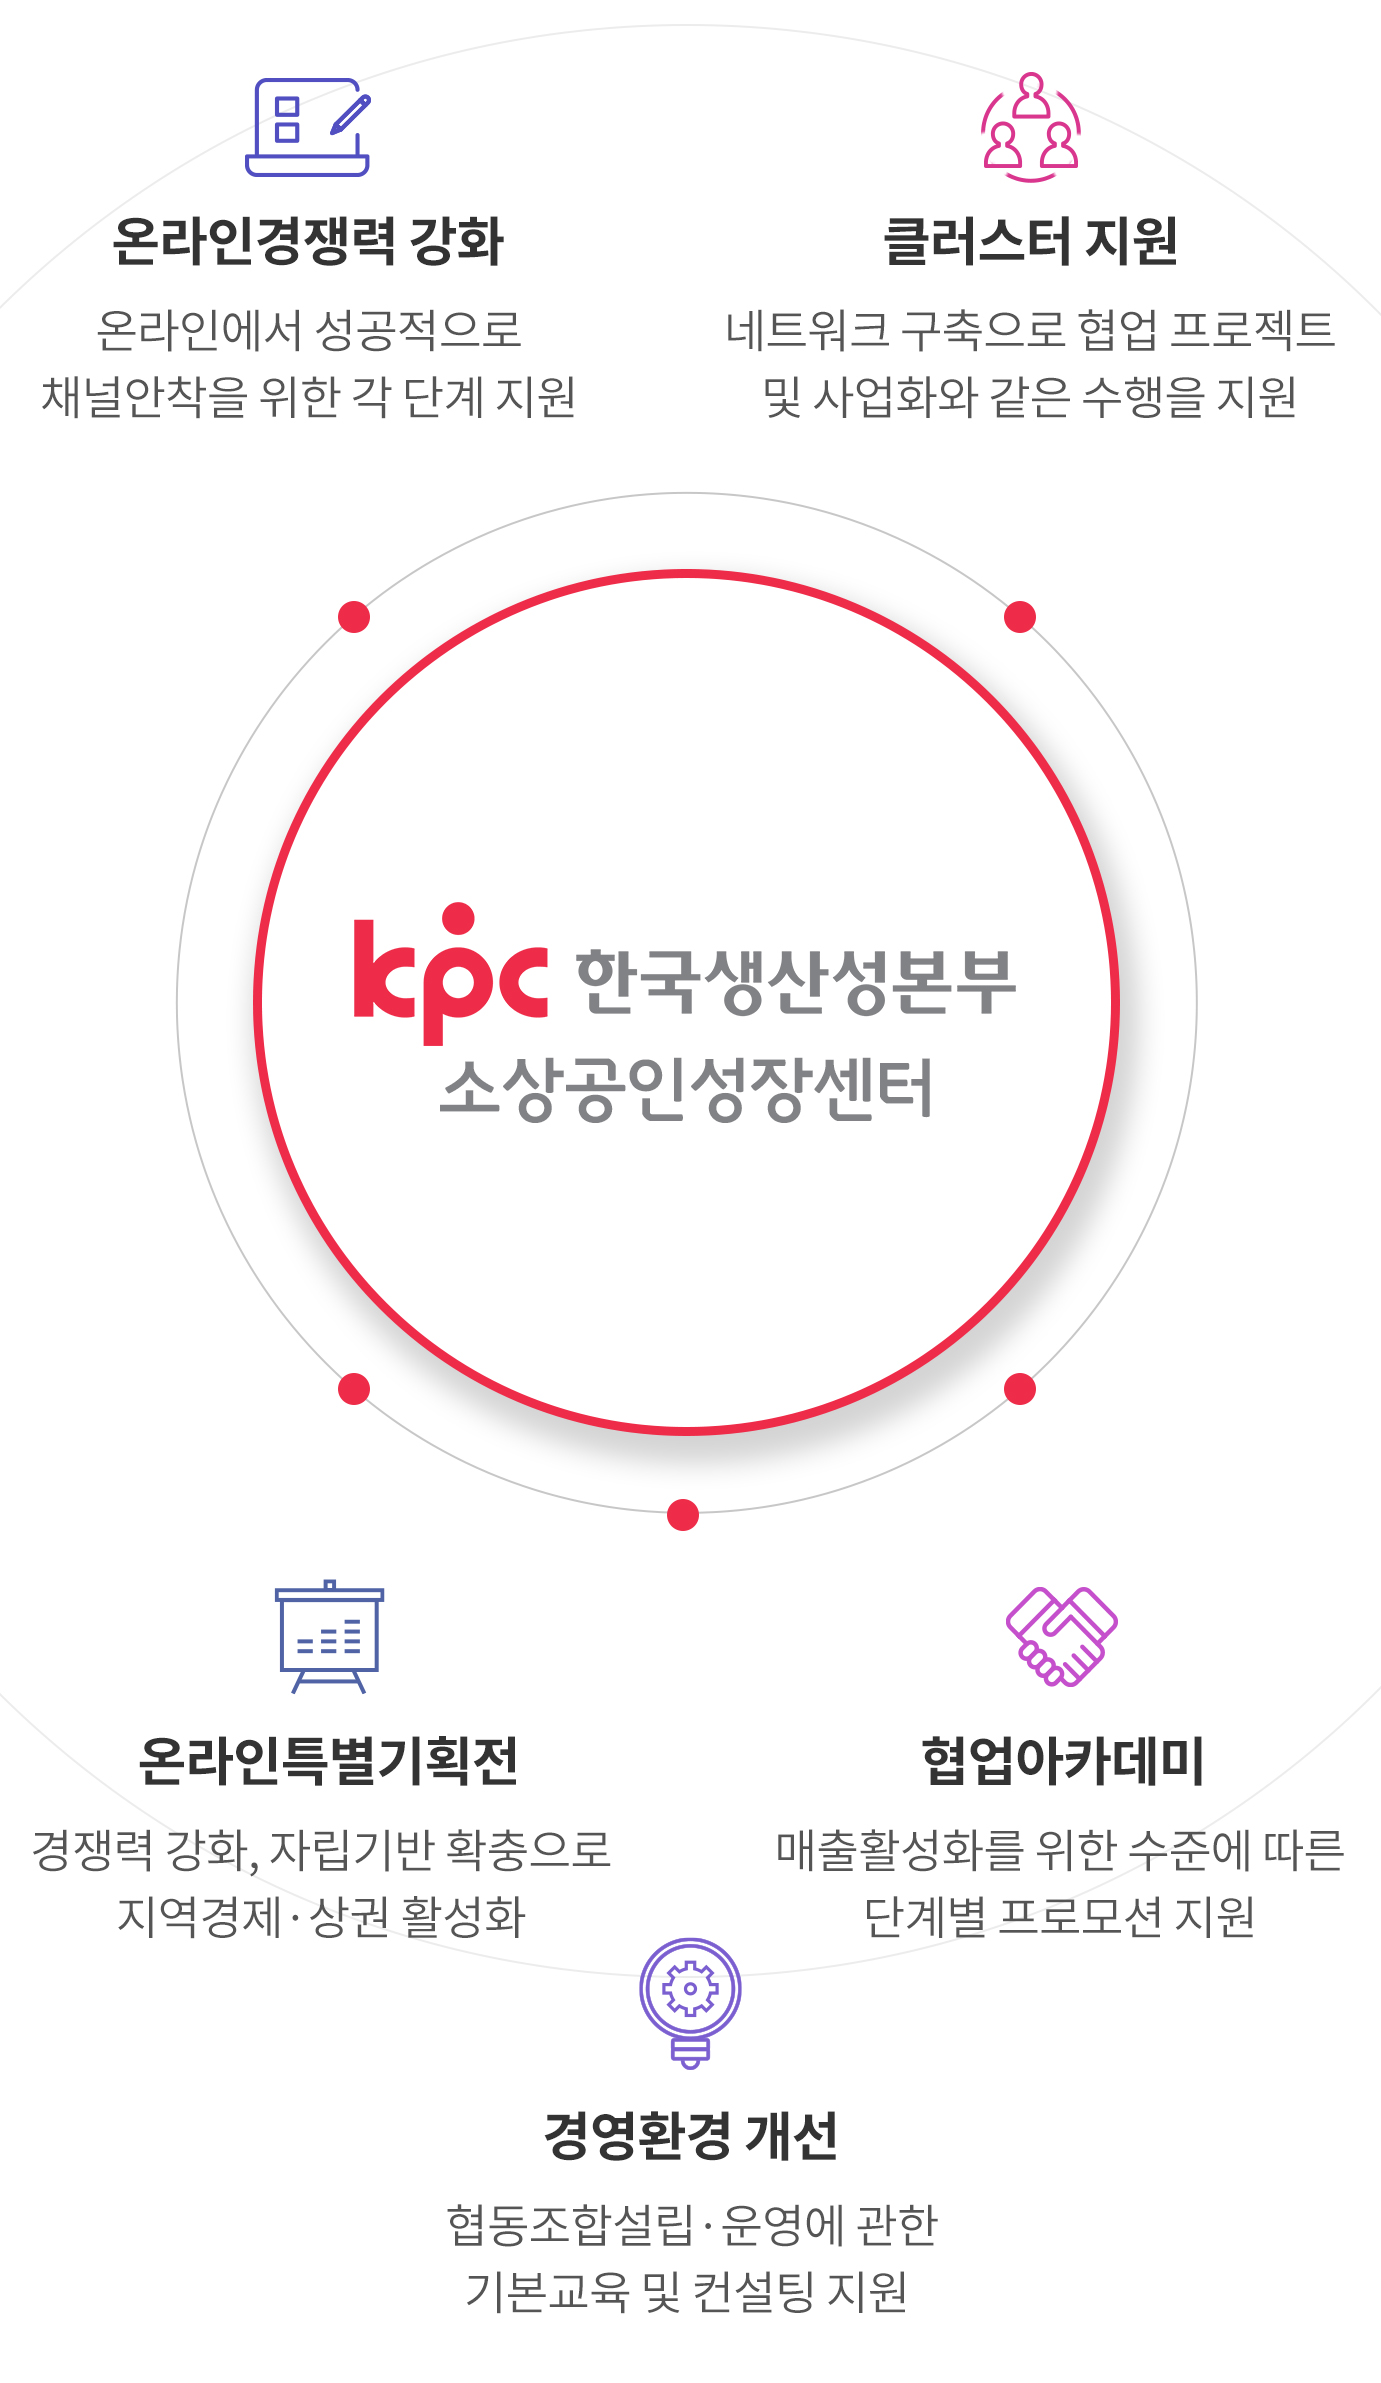 온라인경쟁력 강화
온라인에서 성공적으로
채널안착을 위한 각 단계 지원
클러스터 지원
네트워크 구축으로 협업 프로젝트
및 사업화와 같은 수행을 지원
kpc 한국생산성본부
소상공인성장센터
온라인특별기획전
경쟁력 강화, 자립기반 확충으로
지역경제·상권 활성화
협업아카데미
매출활성화를 위한 수준에 따른
단계별 프로모션 지원
경영환경 개선
협동조합설립·운영에 관한
기본교육 및 컨설팅 지원